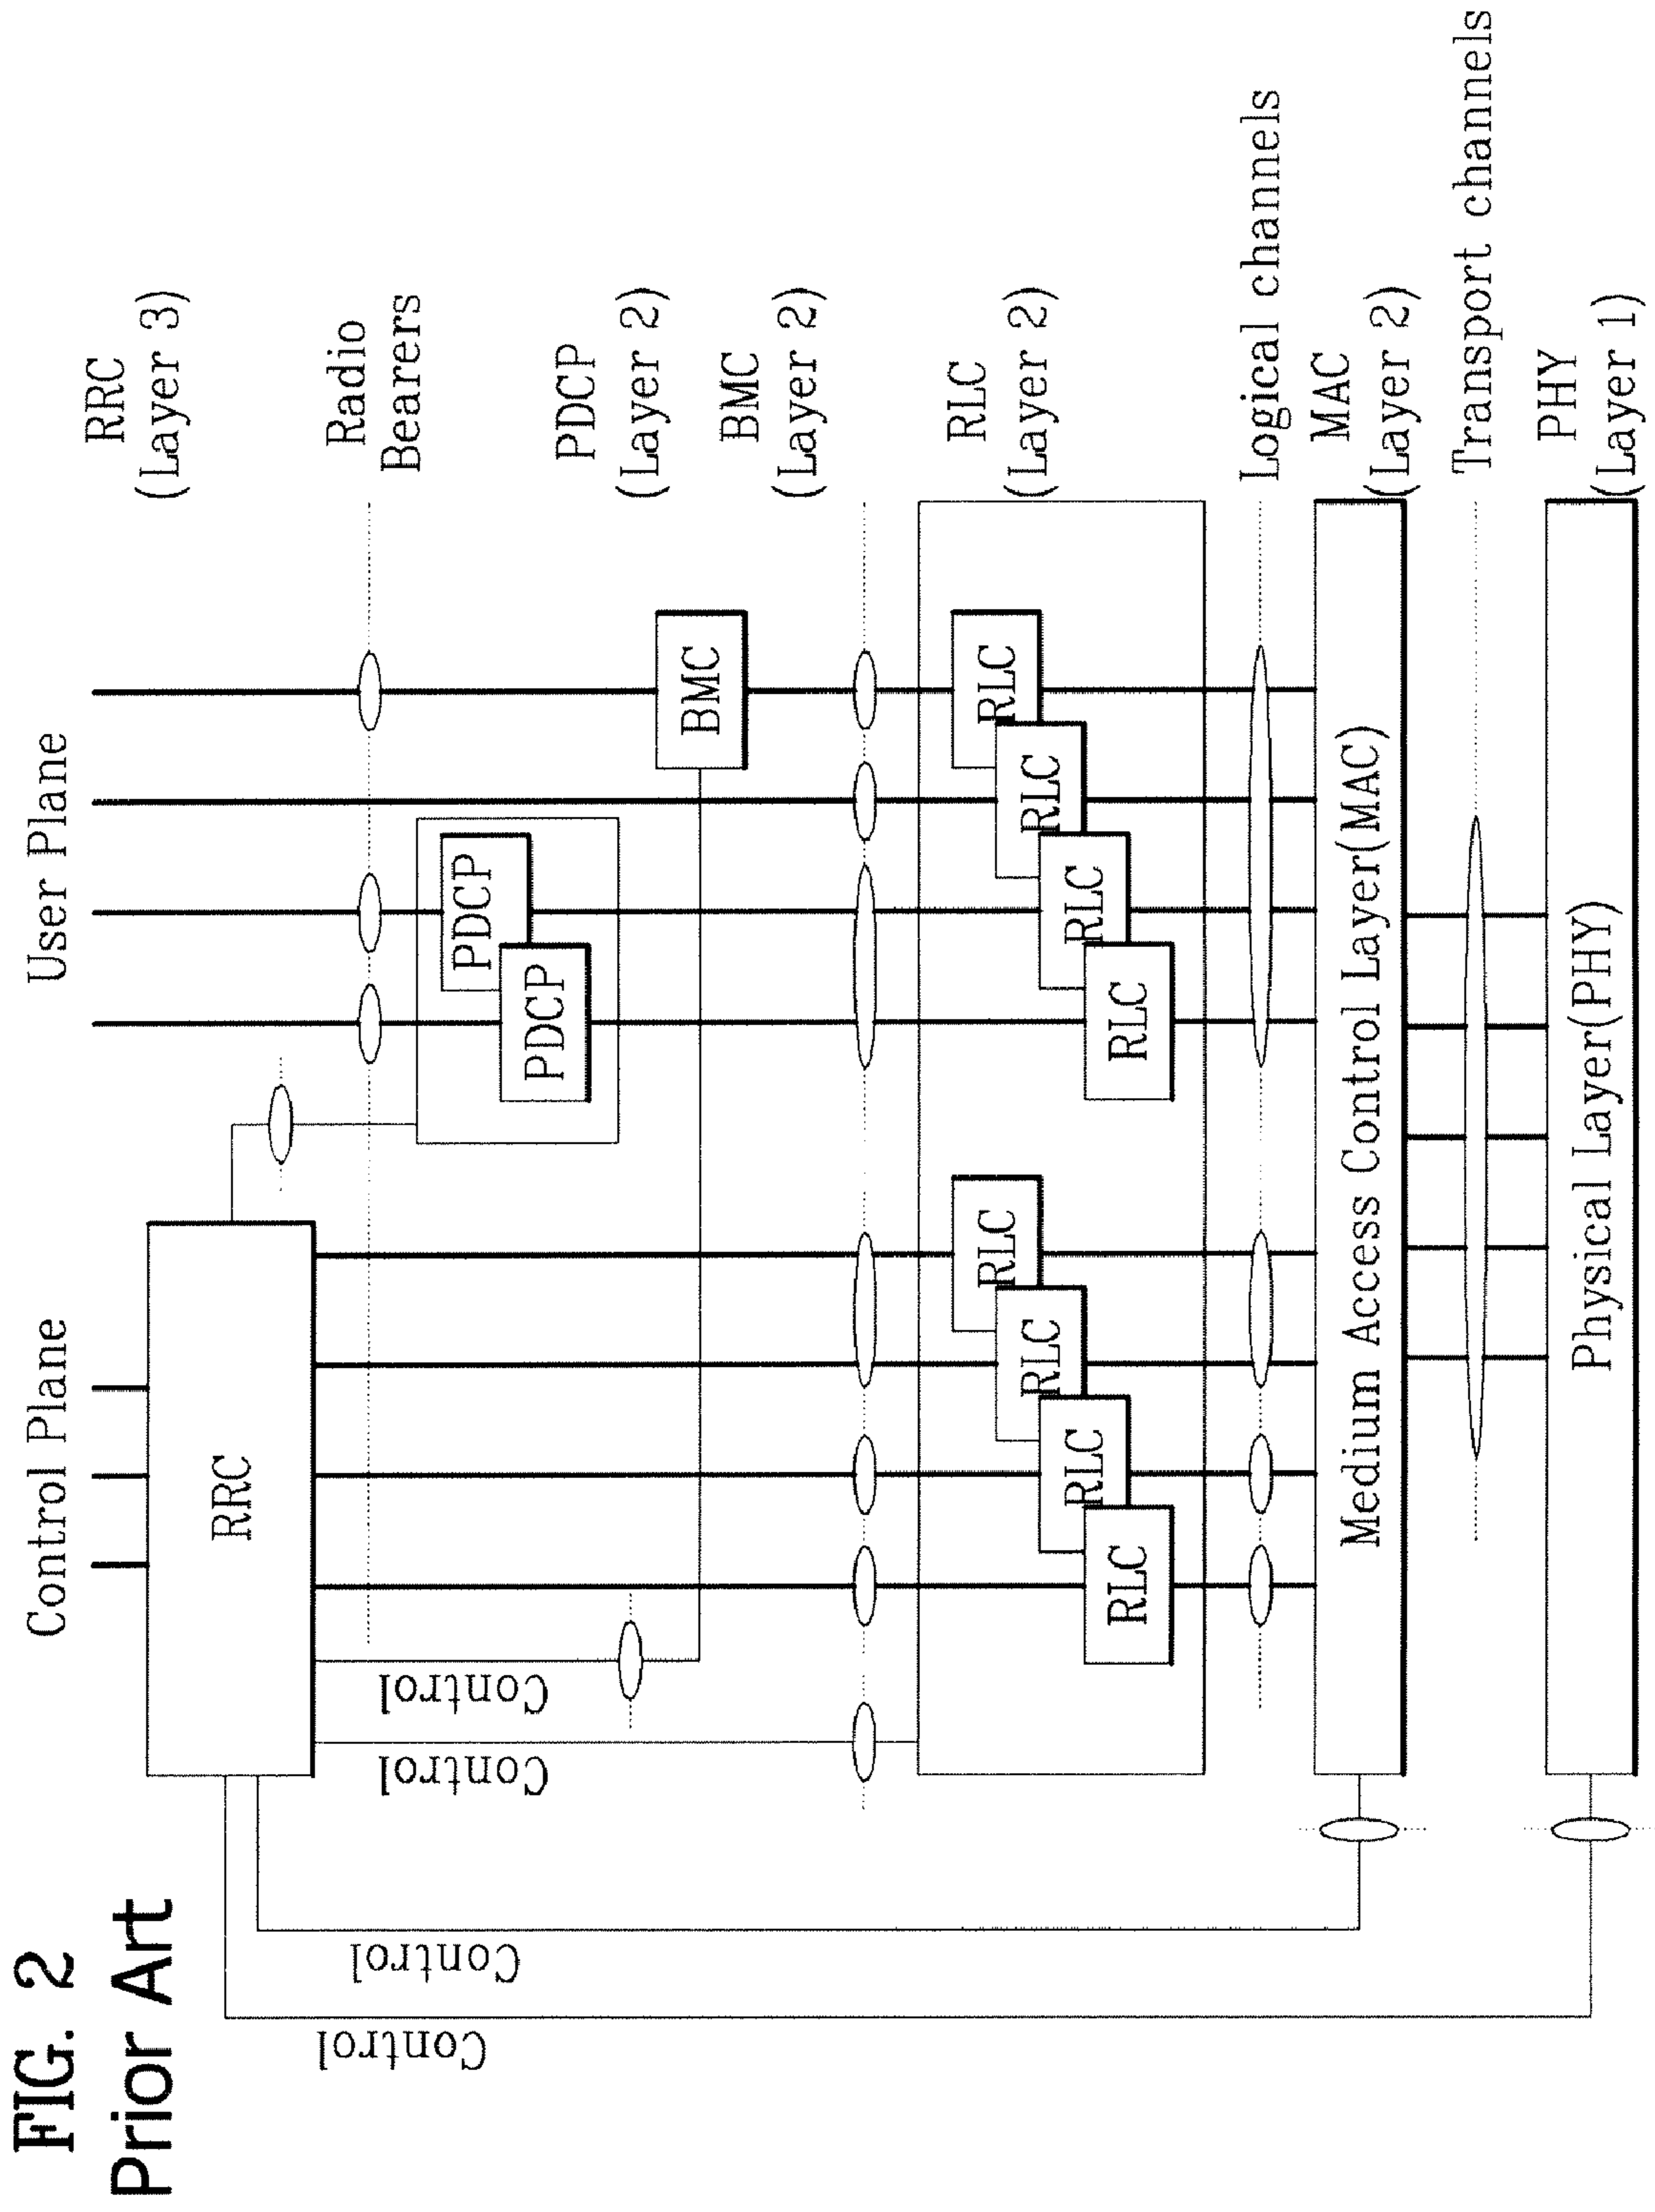 FIG. 2
Prior Art
Control Plane
User Plane
RRC
(Layer 3)
RRC
Radio
Bearers
Control
Control
Control
Control
PDCP
PDCP
PDCP
(Layer 2)
BMC
BMC
(Layer 2)
RLC
RLC
RLC
RLC
RLC
RLC
RLC
RLC
RLC
(Layer 2)
Logical channels
Medium Access Control Layer(MAC)
MAC
(Layer 2)
Transport channels
Physical Layer(PHY)
PHY
(Layer 1)